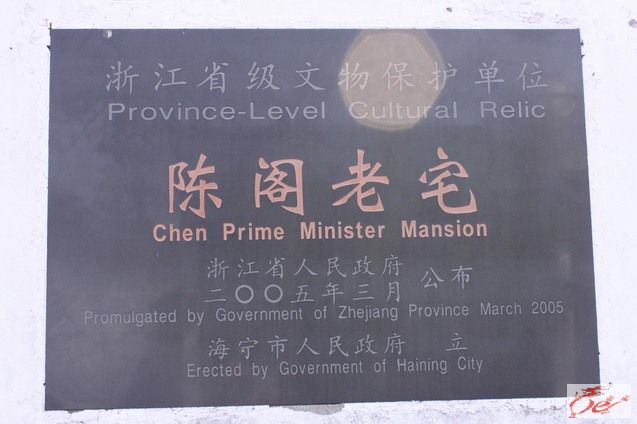 浙江省级文物保护单位
Province-Level Cultural Relic
陈阁老宅
Chen Prime Minister Mansion
浙江省人民政府 公布
二〇〇五年三月
Promulgated by Government of Zhejiang Province March 2005
海宁市人民政府 立
Erected by Government of Haining City